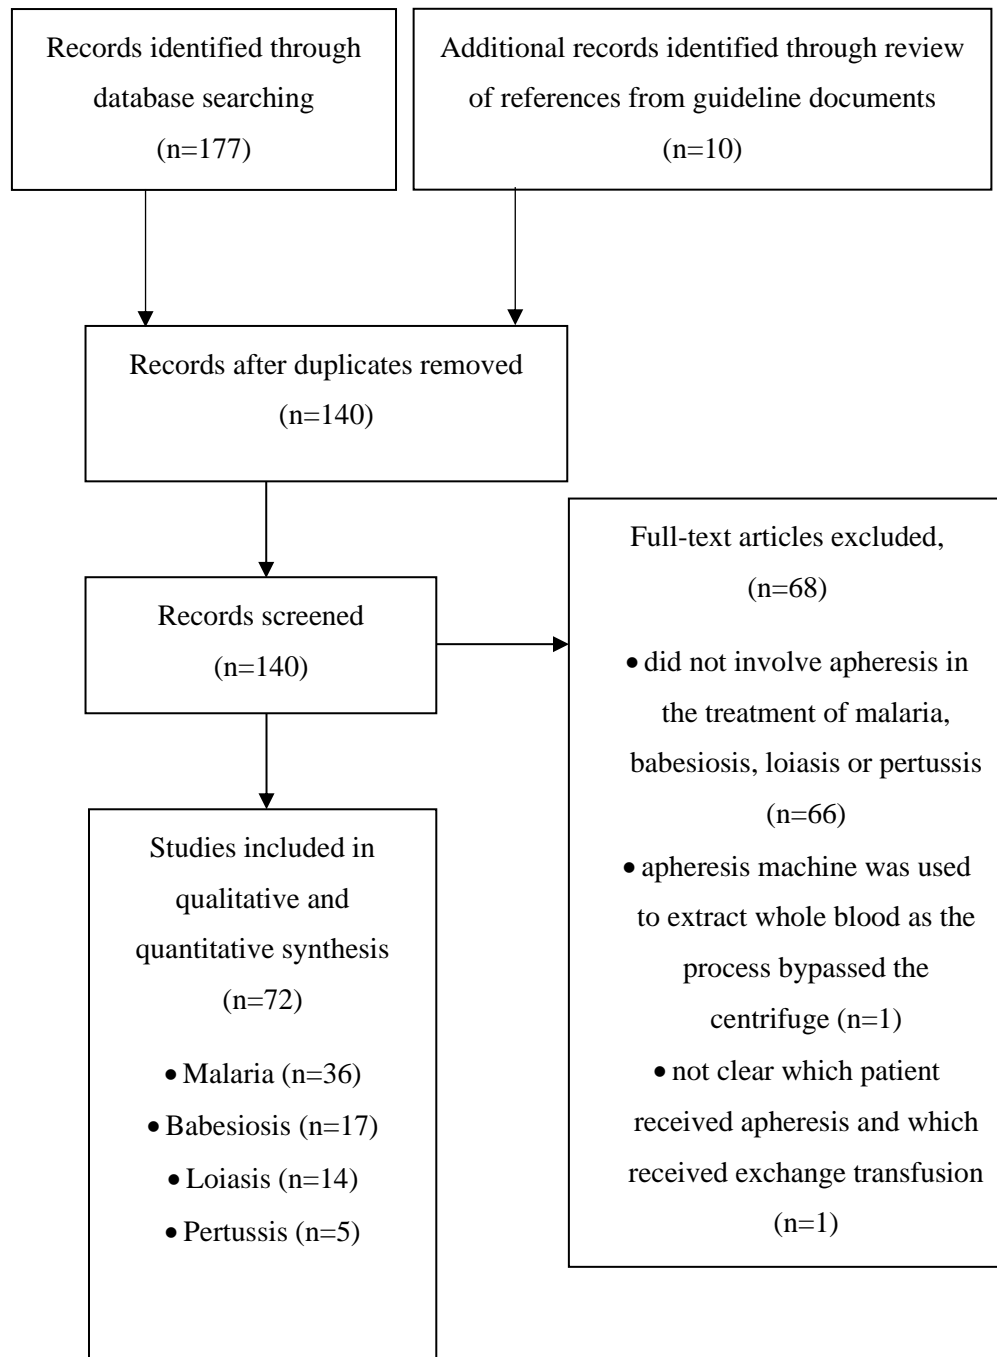 Records identified through
database searching
(n=177)
Additional records identified through review
of references from guideline documents
(n=10)
Records after duplicates removed
(n=140)
Records screened
(n=140)
Full-text articles excluded,
(n=68)
• did not involve apheresis in
the treatment of malaria,
babesiosis, loiasis or pertussis
(n=66)
• apheresis machine was used
to extract whole blood as the
process bypassed the
centrifuge (n=1)
• not clear which patient
received apheresis and which
received exchange transfusion
(n=1)
Studies included in
qualitative and
quantitative synthesis
(n=72)
• Malaria (n=36)
• Babesiosis (n=17)
• Loiasis (n=14)
• Pertussis (n=5)